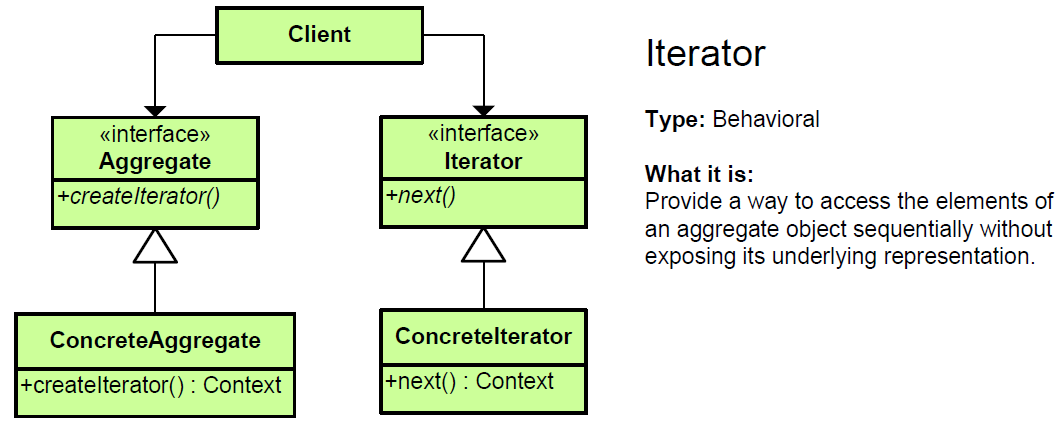 Client
«interface»
Aggregate
+createIterator()
«interface»
Iterator
+next()
ConcreteAggregate
+createIterator() : Context
ConcreteIterator
+next() : Context
Iterator
Type: Behavioral
What it is:
Provide a way to access the elements of
an aggregate object sequentially without
exposing its underlying representation.